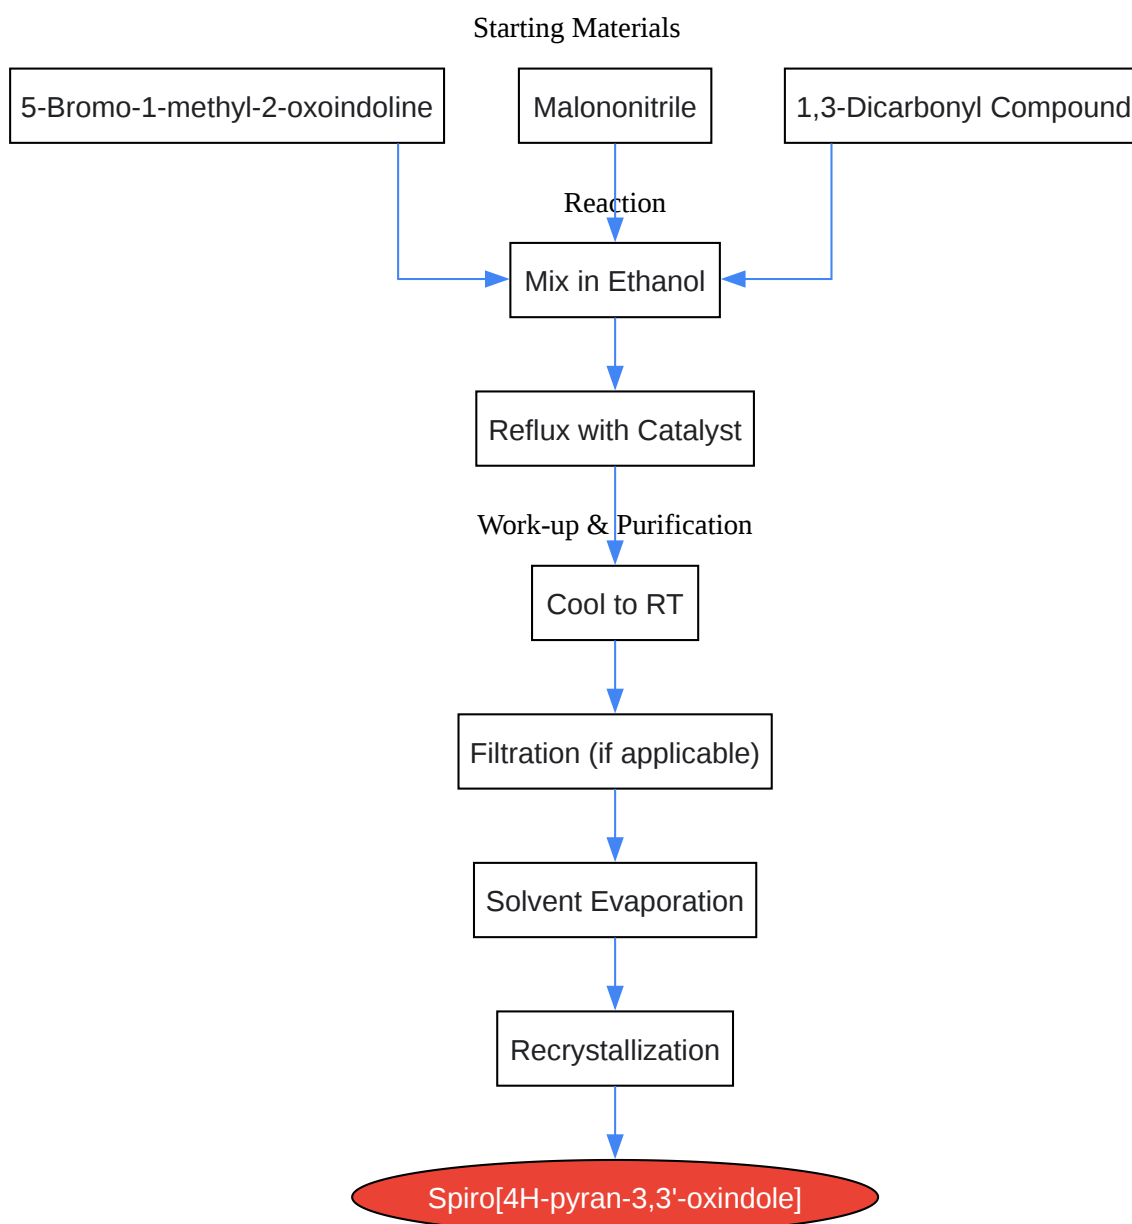 Starting Materials
5-Bromo-1-methyl-2-oxoindoline
Malononitrile
1,3-Dicarbonyl Compound
Reaction
Mix in Ethanol
Reflux with Catalyst
Work-up & Purification
Cool to RT
Filtration (if applicable)
Solvent Evaporation
Recrystallization
Spiro[4H-pyran-3,3'-oxindole]